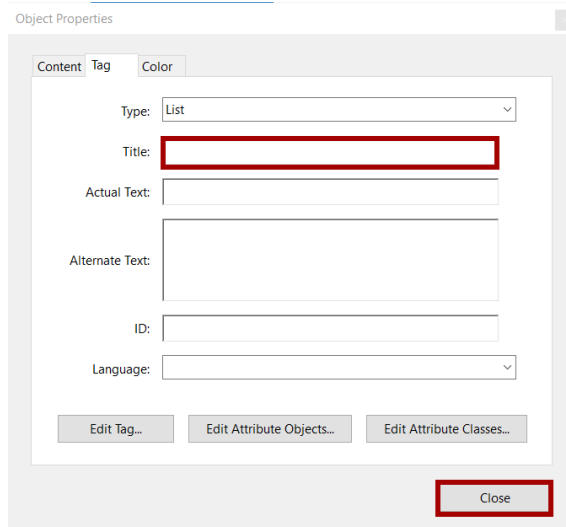 Object Properties
Content Tag Color
Type: List
Title:
Actual Text:
Alternate Text:
ID:
Language:
Edit Tag... Edit Attribute Objects... Edit Attribute Classes...
Close